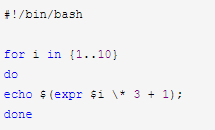 #!/bin/bash
for i in {1..10}
do
echo $(expr $i \* 3 + 1);
done